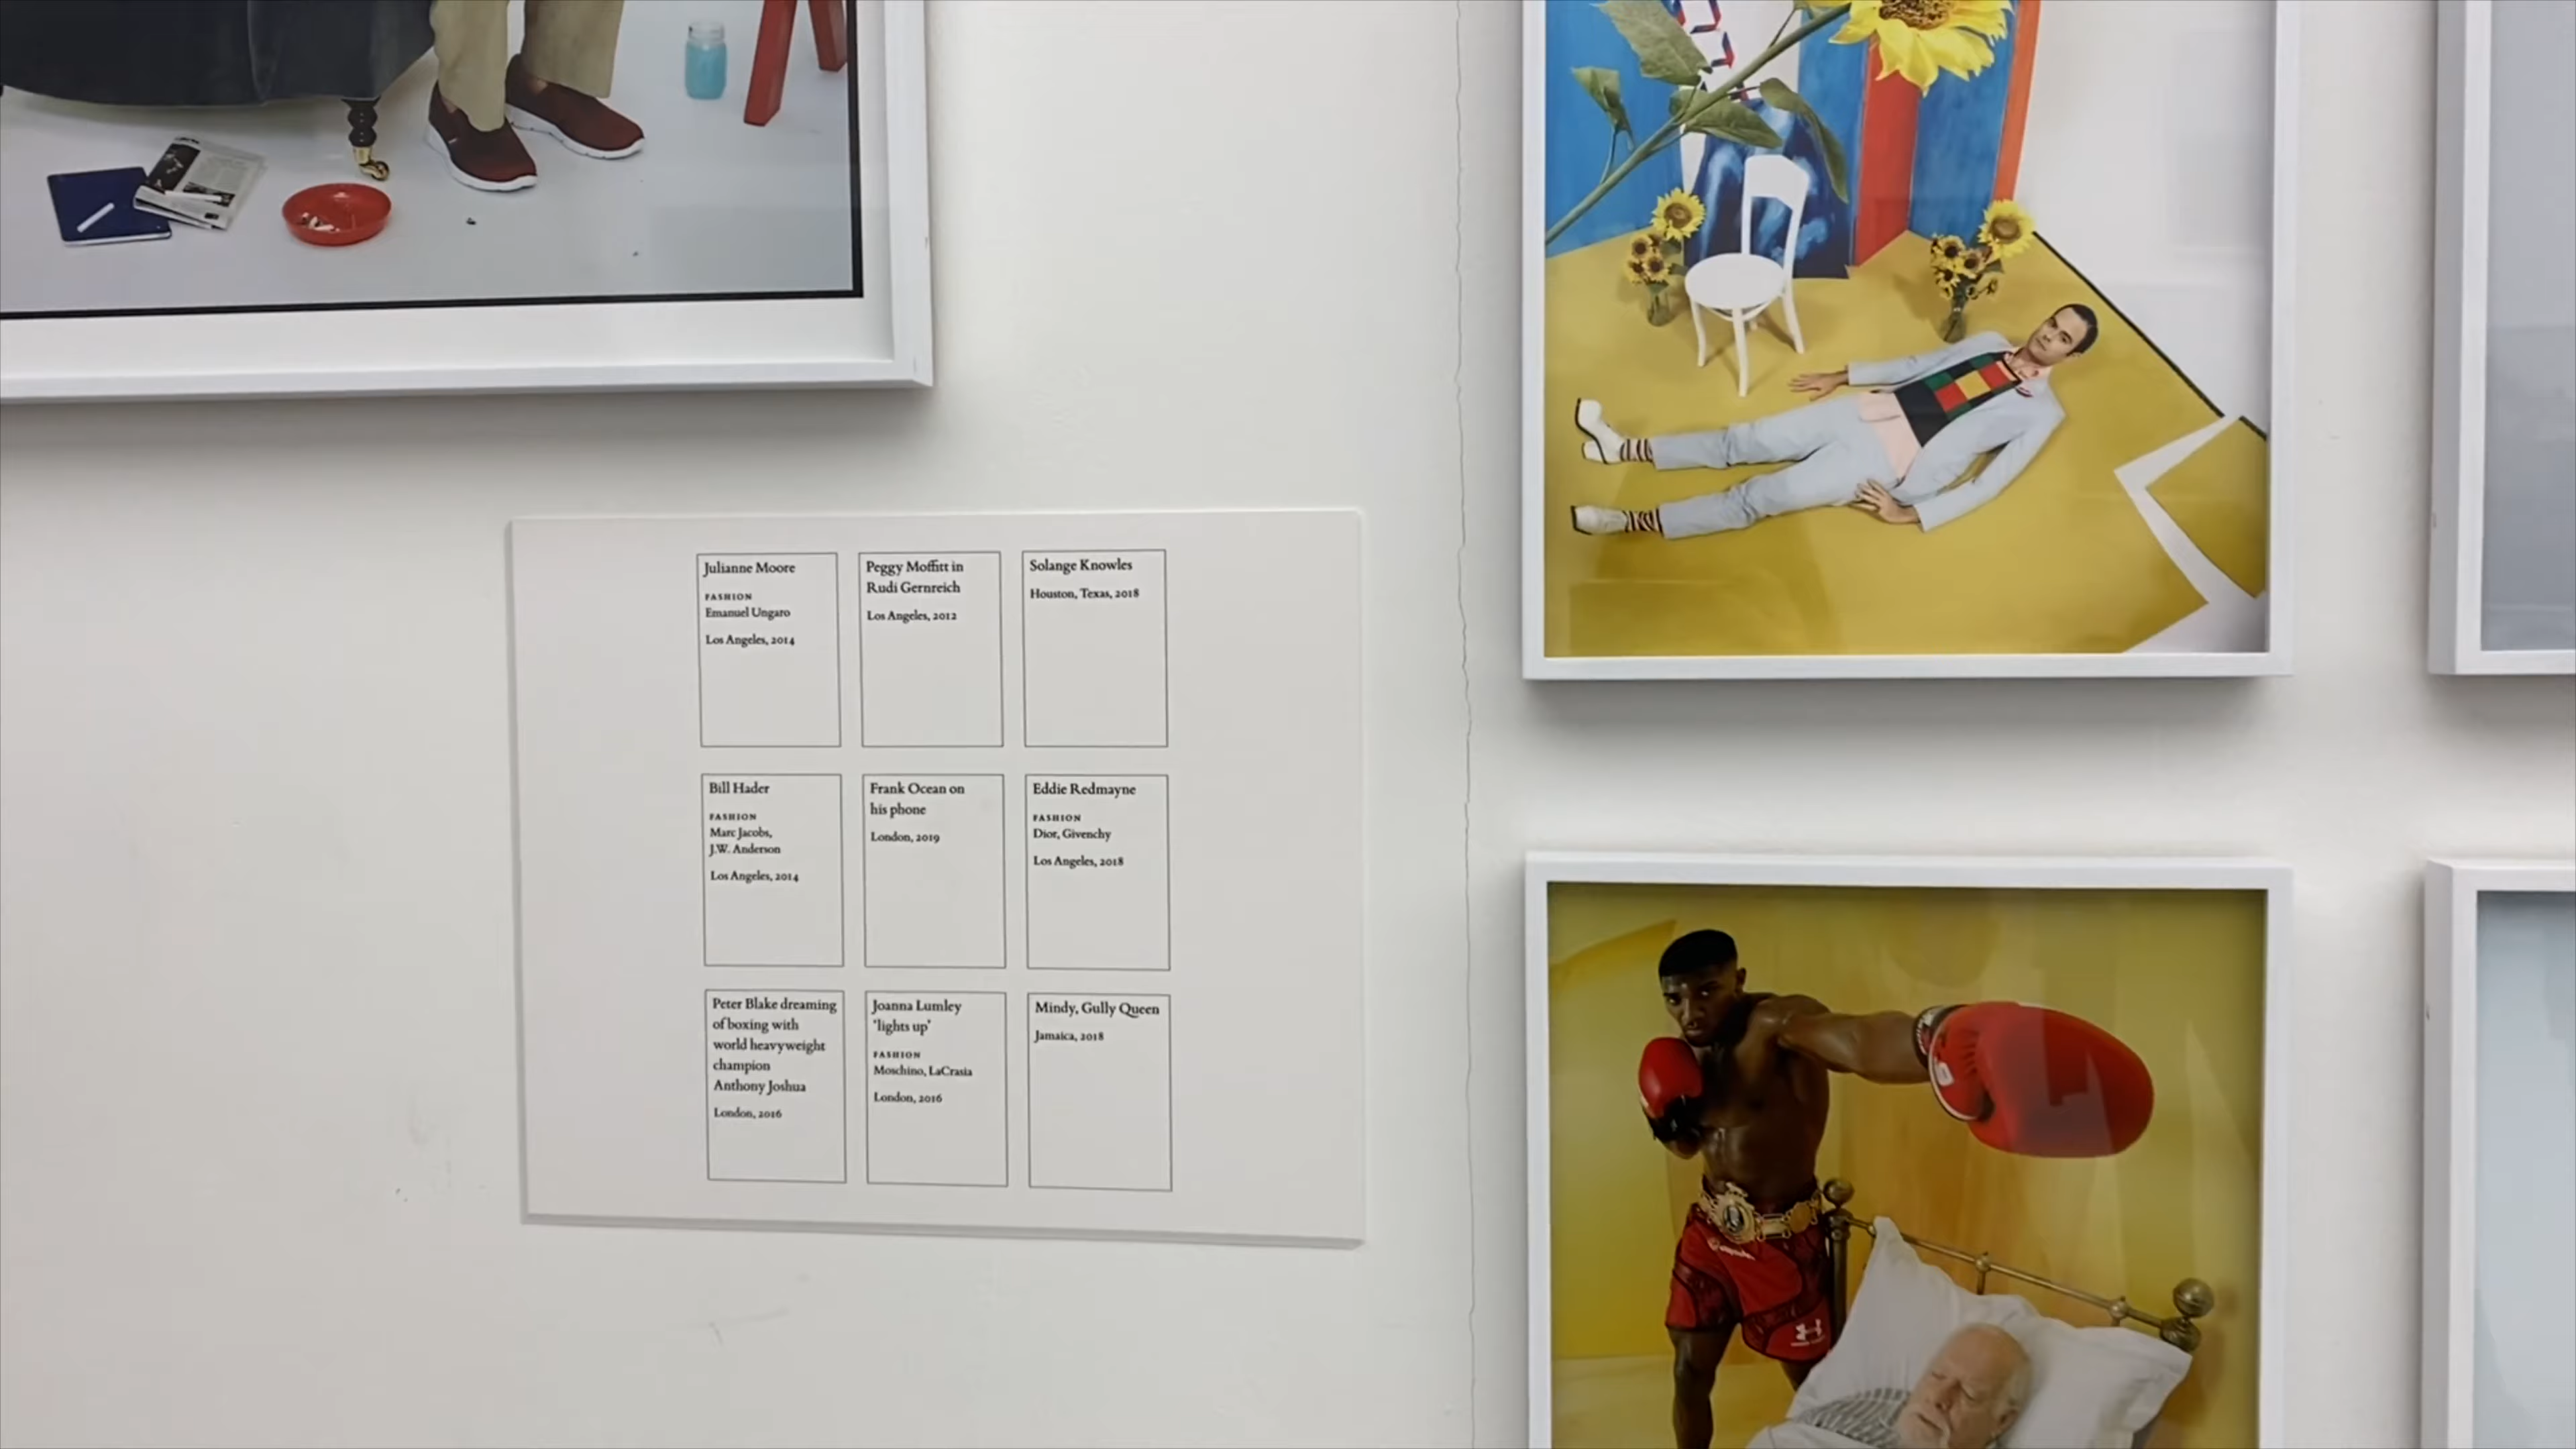 Julianne Moore
FASHION
Emanuel Ungaro
Los Angeles, 2014
Peggy Moffitt in
Rudi Gernreich
Los Angeles, 2012
Solange Knowles
Houston, Texas, 2018
Bill Hader
FASHION
Marc Jacobs,
J.W. Anderson
Los Angeles, 2014
Frank Ocean on
his phone
London, 2019
Eddie Redmayne
FASHION
Dior, Givenchy
Los Angeles, 2018
Peter Blake dreaming
of boxing with
world heavyweight
champion
Anthony Joshua
London, 2016
Joanna Lumley
'lights up'
FASHION
Moschino, LaCrasia
London, 2016
Mindy, Gully Queen
Jamaica, 2018